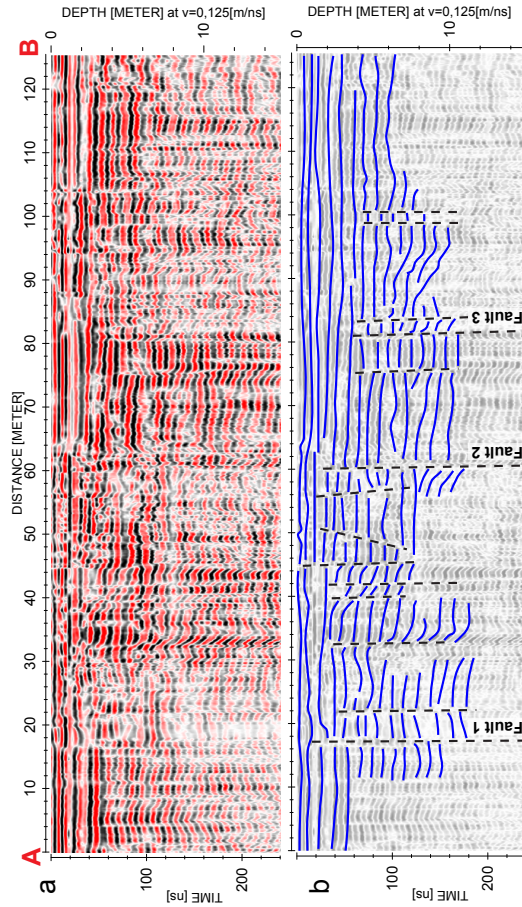 A
B
a
DISTANCE [METER]
10
20
30
40
50
60
70
80
90
100
110
120
TIME [ns]
100
200
DEPTH [METER] at v=0,125[m/ns]
0
10
b
TIME [ns]
100
200
DEPTH [METER] at v=0,125[m/ns]
0
10
Fault 1
Fault 2
Fault 3